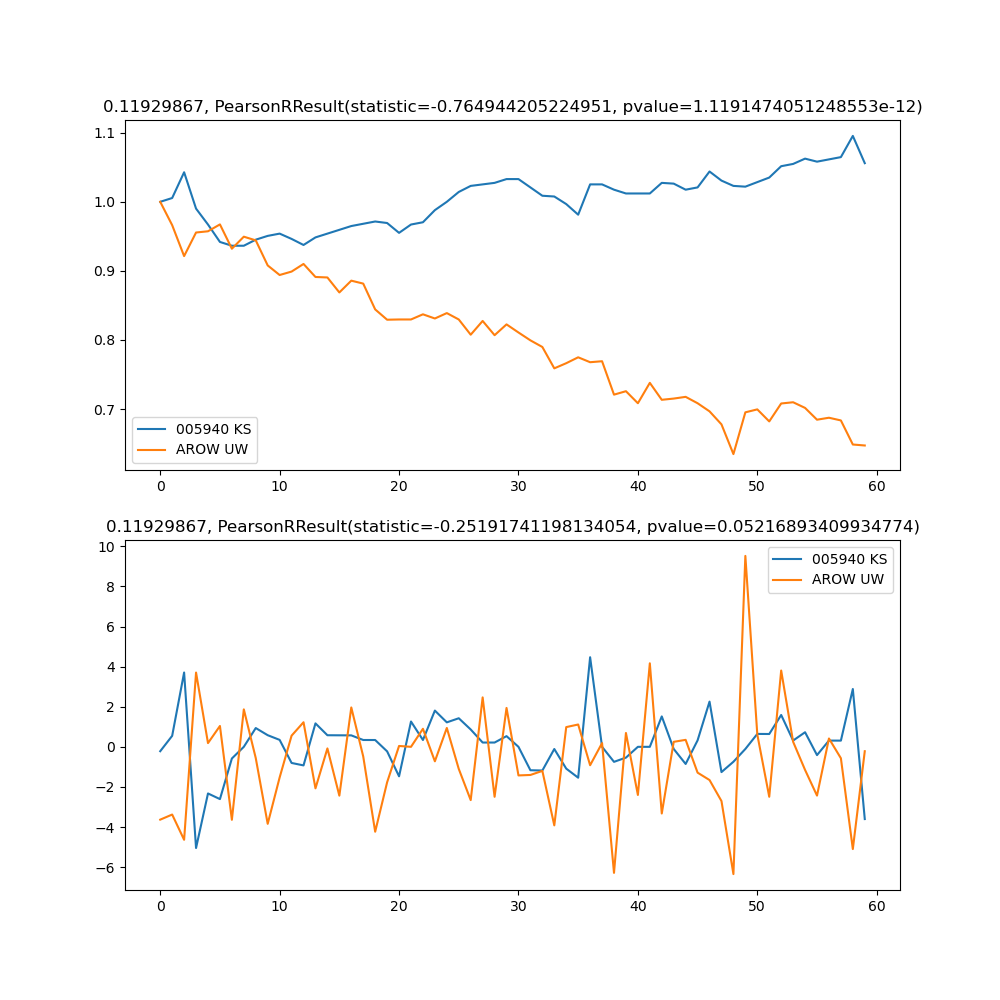 0.11929867, PearsonRResult(statistic=-0.764944205224951, pvalue=1.1191474051248553e-12)
1.1
1.0
0.9
0.8
0.7
005940 KS
AROW UW
0 10 20 30 40 50 60
0.11929867, PearsonRResult(statistic=-0.25191741198134054, pvalue=0.05216893409934774)
10
8
6
4
2
0
−2
−4
−6
005940 KS
AROW UW
0 10 20 30 40 50 60